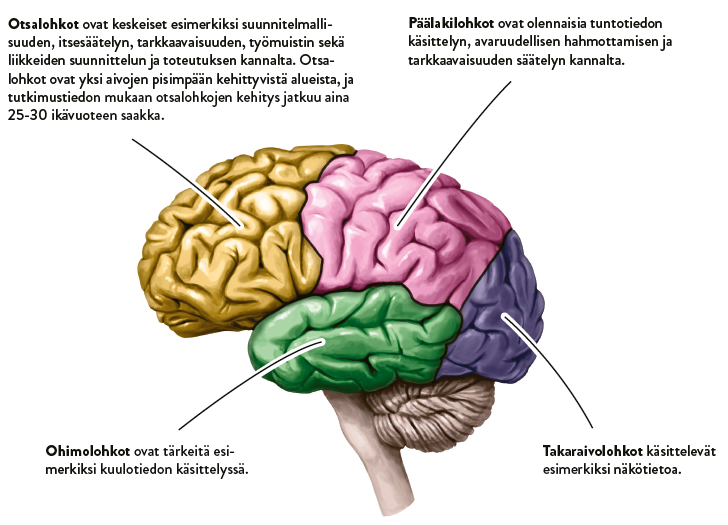 Otsalohkot ovat keskeiset esimerkiksi suunnitelmalli-
suuden, itsesäätelyn, tarkkaavaisuuden, työmuistin sekä
liikkeiden suunnittelun ja toteutuksen kannalta. Otsa-
lohkot ovat yksi aivojen pisimpään kehittyvistä alueista, ja
tutkimustiedon mukaan otsalohkojen kehitys jatkuu aina
25-30 ikävuoteen saakka.
Päälakilohkot ovat olennaisia tuntotiedon
käsittelyn, avaruudellisen hahmottamisen ja
tarkkaavaisuuden säätelyn kannalta.
Ohimolohkot ovat tärkeitä esi-
merkiksi kuulotiedon käsittelyssä.
Takaraivolohkot käsittelevät
esimerkiksi näkötietoa.